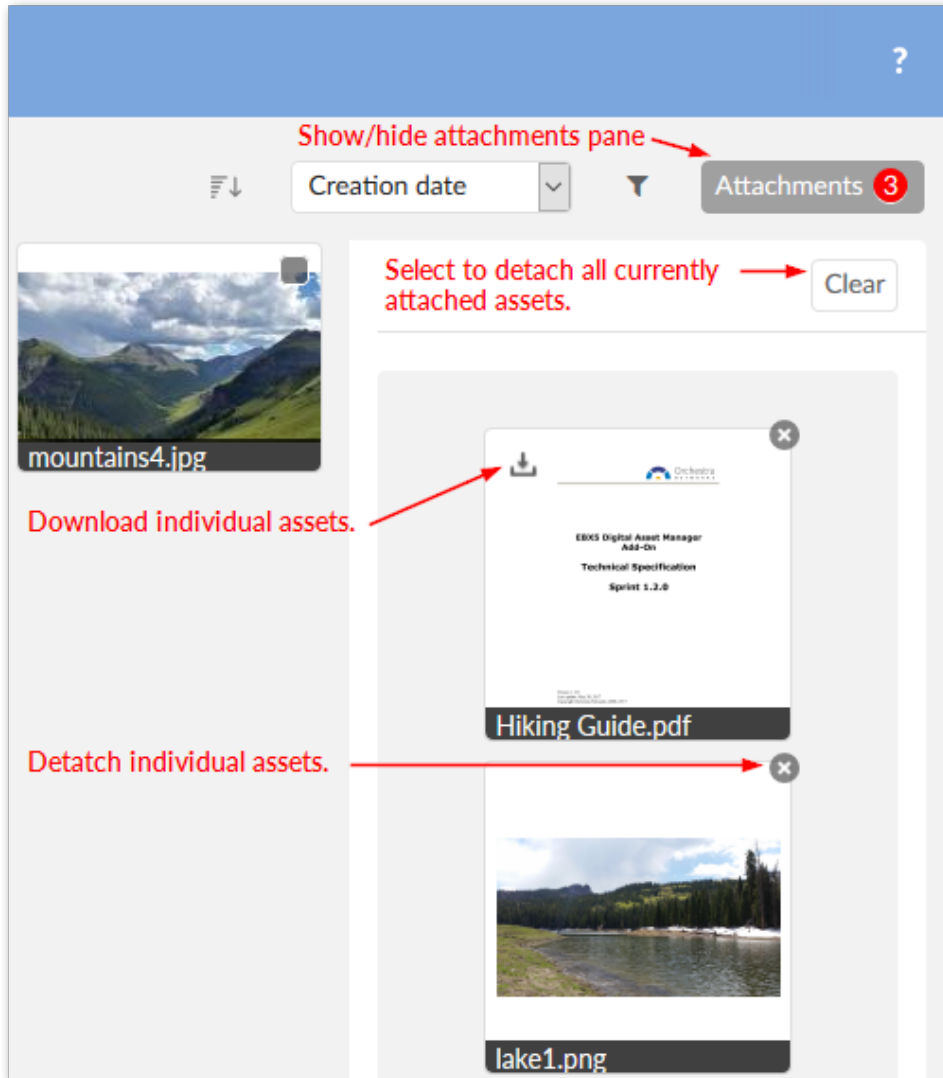 ?
Show/hide attachments pane
Creation date
Attachments 3
Select to detach all currently
attached assets.
Clear
mountains4.jpg
Download individual assets.
Orchestra
NETWORKS
EBX5 Digital Asset Manager
Add-On
Technical Specification
Sprint 1.2.0
Hiking Guide.pdf
Detatch individual assets.
lake1.png